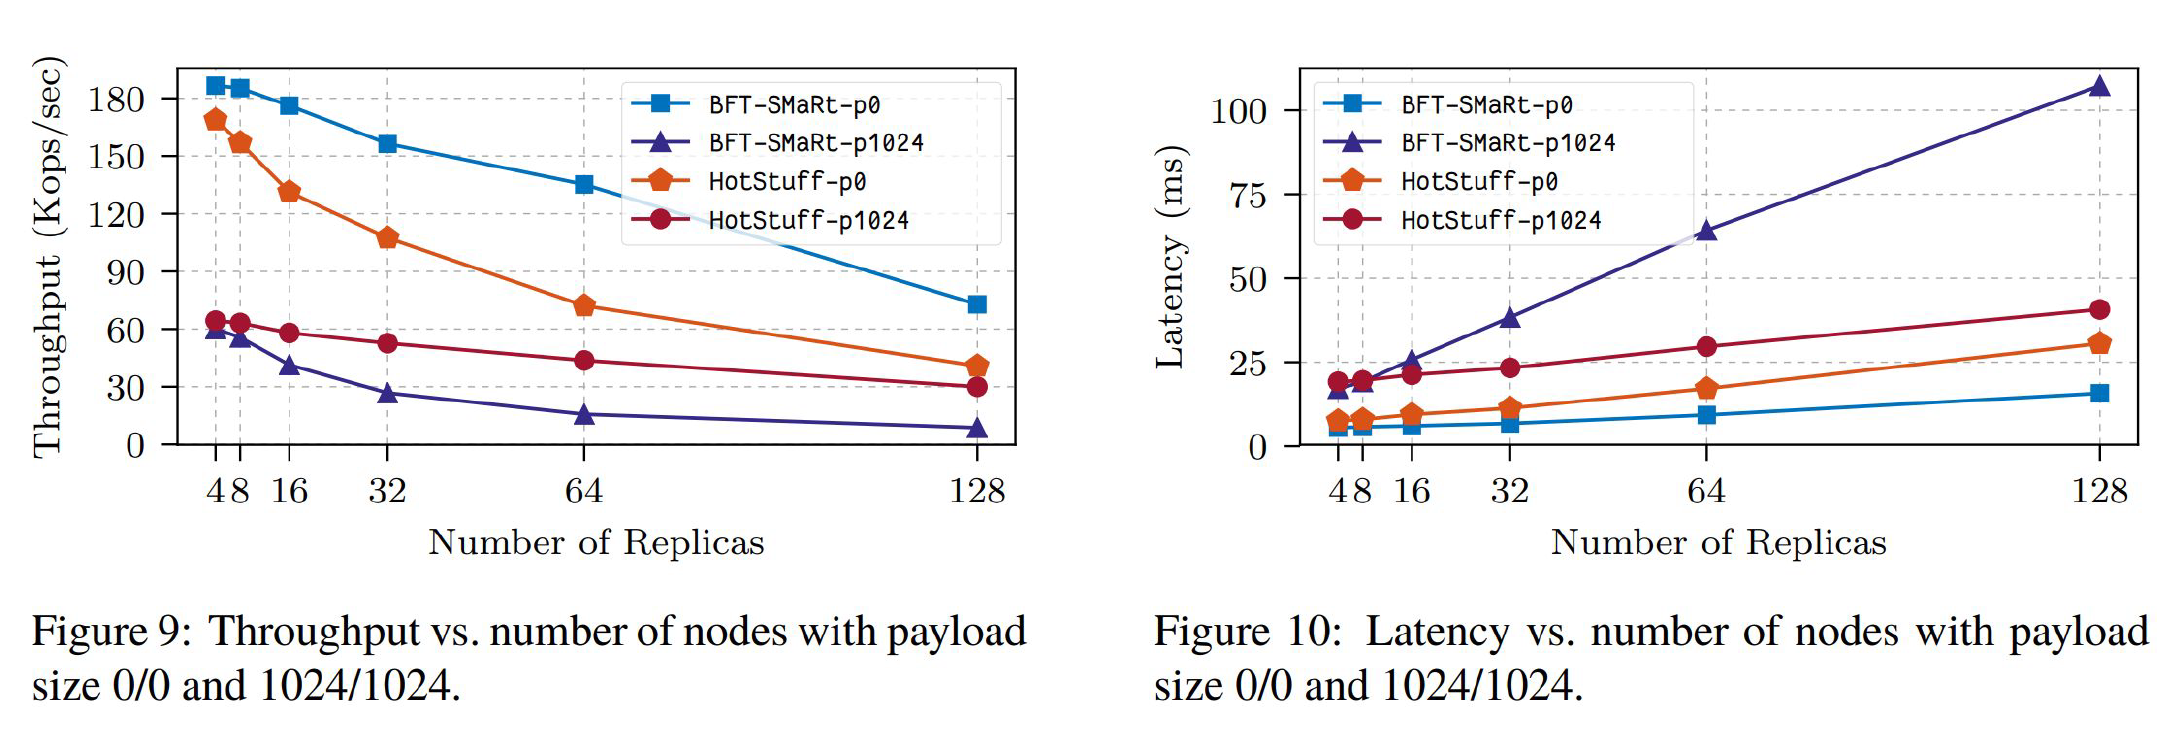 Throughput (Kops/sec)
180
150
120
90
60
30
0
BFT-SMaRt-p0
BFT-SMaRt-p1024
HotStuff-p0
HotStuff-p1024
4 8 16 32 64 128
Number of Replicas
Figure 9: Throughput vs. number of nodes with payload
size 0/0 and 1024/1024.
Latency (ms)
100
75
50
25
0
BFT-SMaRt-p0
BFT-SMaRt-p1024
HotStuff-p0
HotStuff-p1024
4 8 16 32 64 128
Number of Replicas
Figure 10: Latency vs. number of nodes with payload
size 0/0 and 1024/1024.